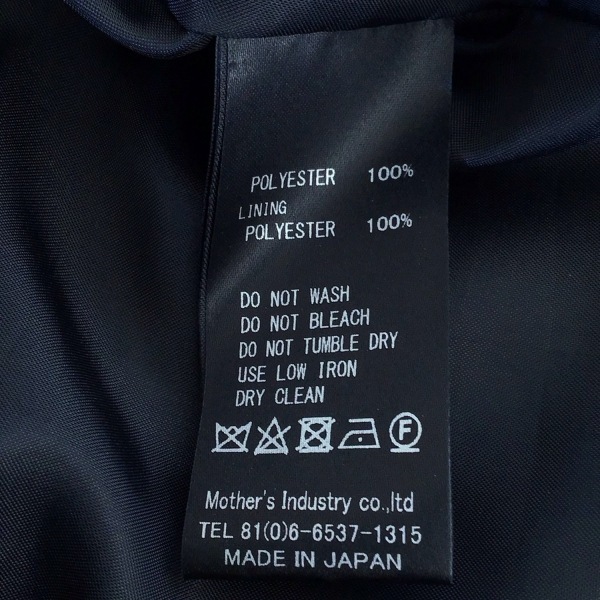 POLYESTER 100%
LINING
POLYESTER 100%
DO NOT WASH
DO NOT BLEACH
DO NOT TUMBLE DRY
USE LOW IRON
DRY CLEAN
F
Mother's Industry co.,ltd
TEL 81(0)6-6537-1315
MADE IN JAPAN